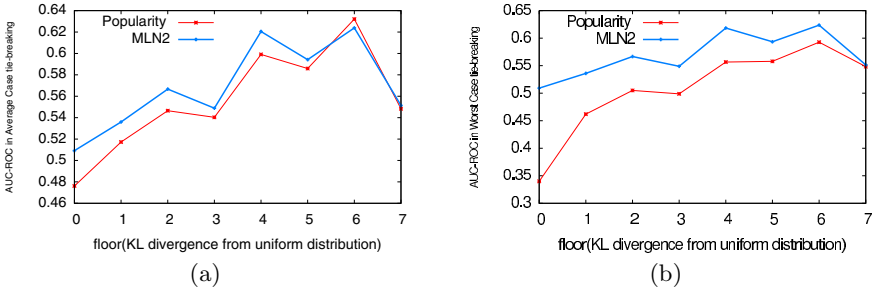 AUC-ROC in Average Case tie-breaking
Popularity
MLN2
0.64
0.62
0.6
0.58
0.56
0.54
0.52
0.5
0.48
0.46
0 1 2 3 4 5 6 7
floor(KL divergence from uniform distribution)
(a)
AUC-ROC in Worst Case tie-breaking
Popularity
MLN2
0.65
0.6
0.55
0.5
0.45
0.4
0.35
0.3
0 1 2 3 4 5 6 7
floor(KL divergence from uniform distribution)
(b)